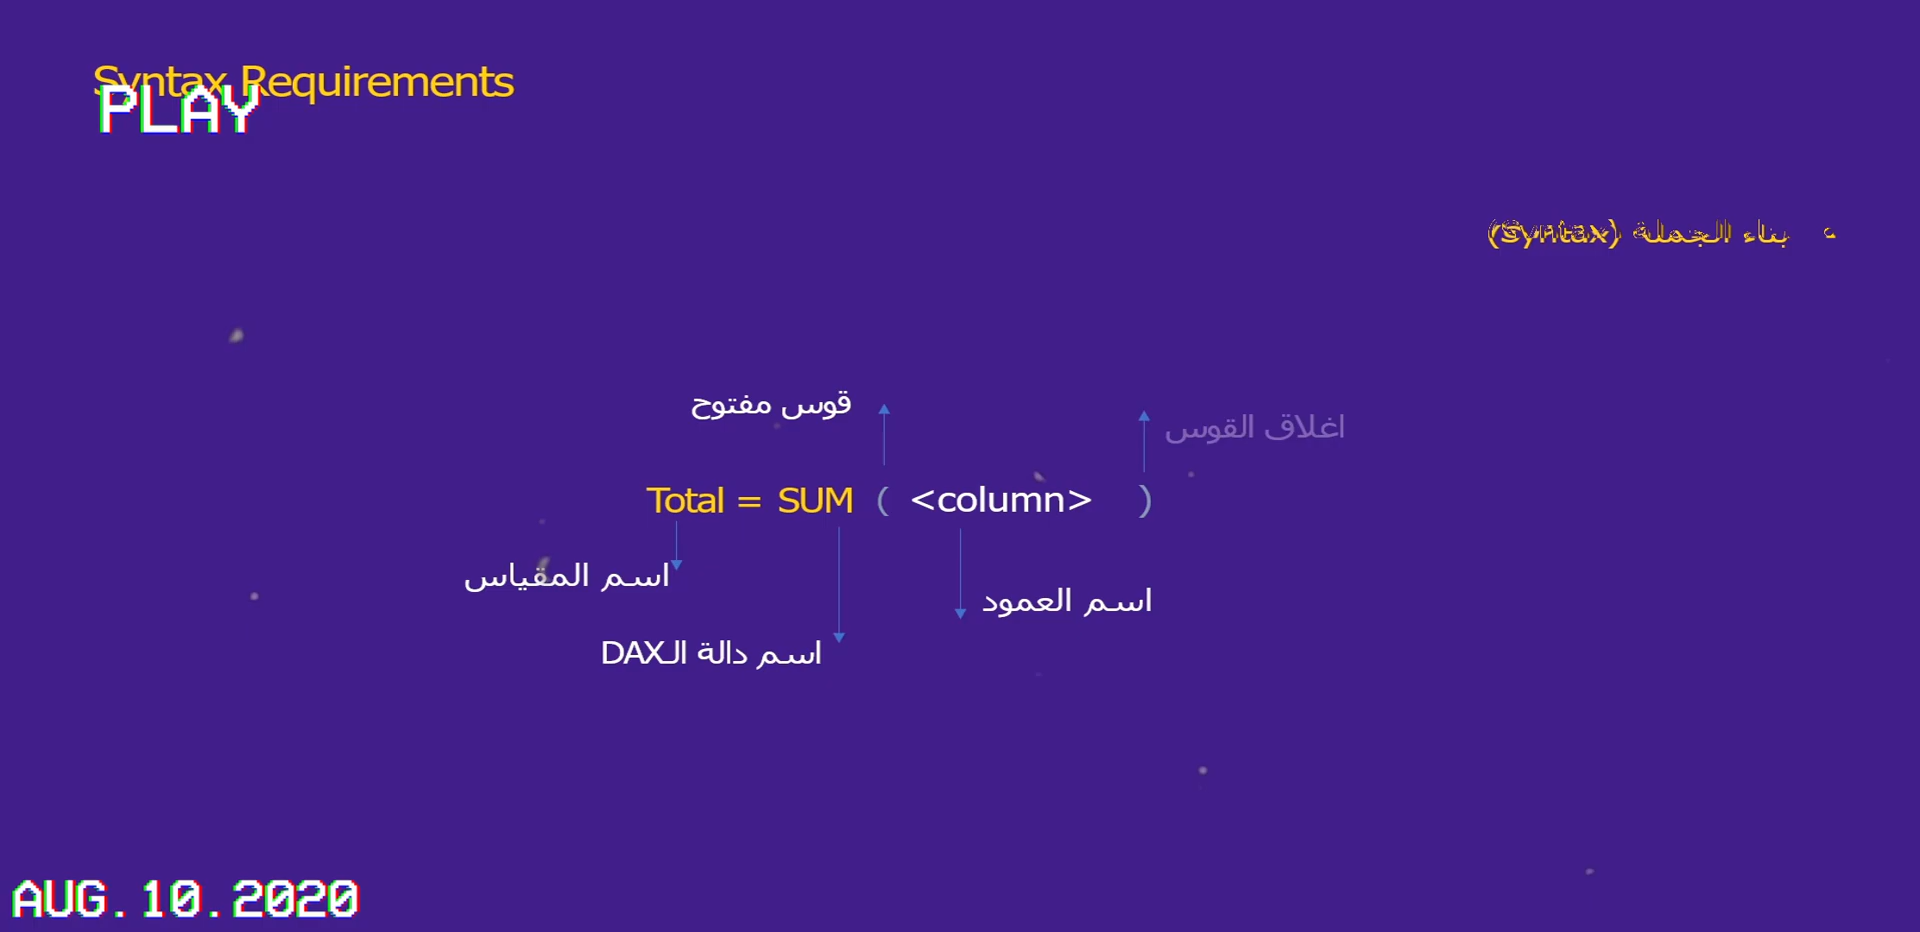 Syntax Requirements
PLAY
بناء الجملة (Syntax)
قوس مفتوح
اغلاق القوس
Total = SUM ( <column> )
اسم المقياس
اسم العمود
اسم دالة الـDAX
AUG.10.2020